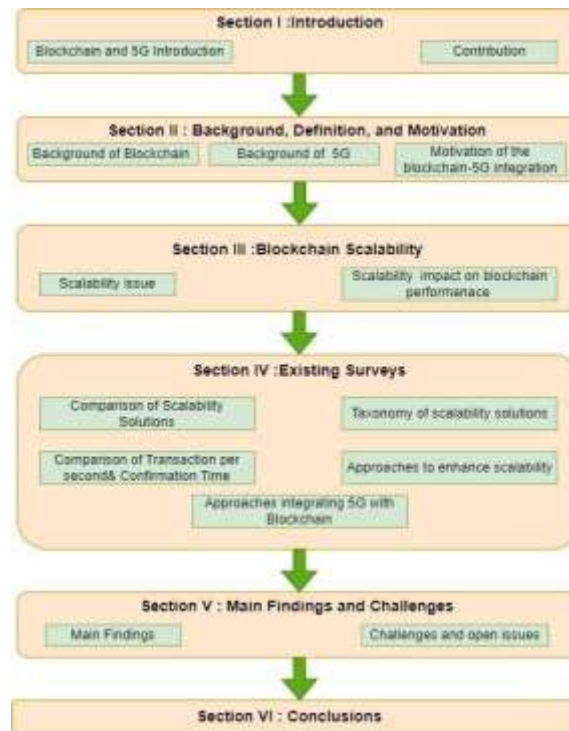 Section I :Introduction
Blockchain and 5G Introduction
Contribution
Section II : Background, Definition, and Motivation
Background of Blockchain
Background of 5G
Motivation of the
blockchain-5G integration
Section III :Blockchain Scalability
Scalability issue
Scalability impact on blockchain
performanace
Section IV :Existing Surveys
Comparison of Scalability
Solutions
Taxonomy of scalability solutions
Comparison of Transaction per
second& Confirmation Time
Approaches to enhance scalability
Approaches integrating 5G with
Blockchain
Section V : Main Findings and Challenges
Main Findings
Challenges and open issues
Section VI : Conclusions